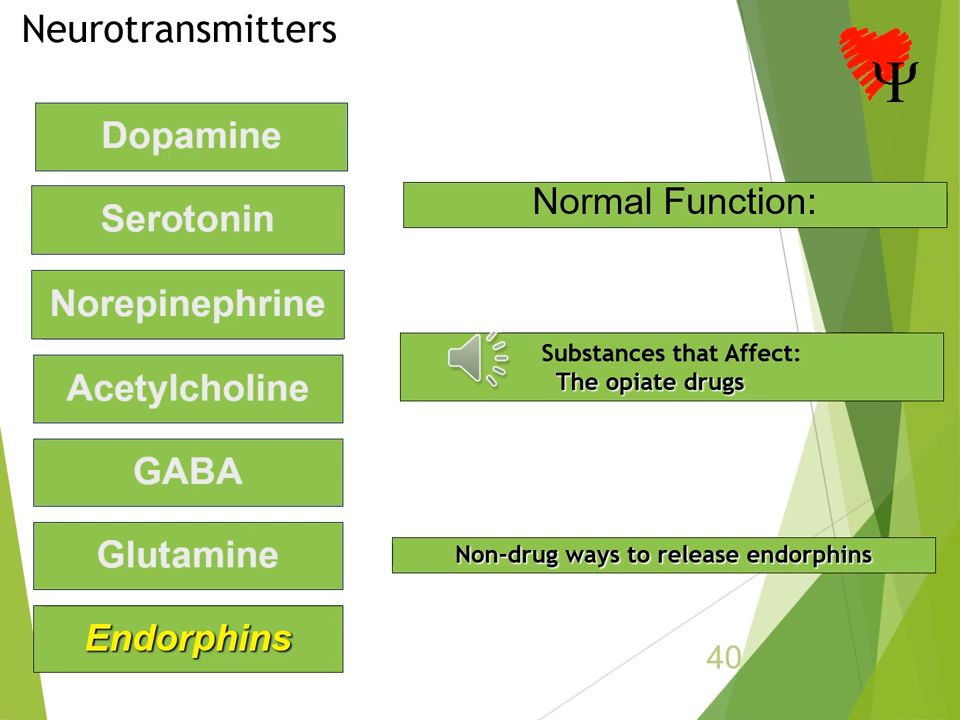 Neurotransmitters
Ψ
Dopamine
Serotonin
Norepinephrine
Acetylcholine
GABA
Glutamine
Endorphins
Normal Function:
Substances that Affect:
The opiate drugs
Non-drug ways to release endorphins
40